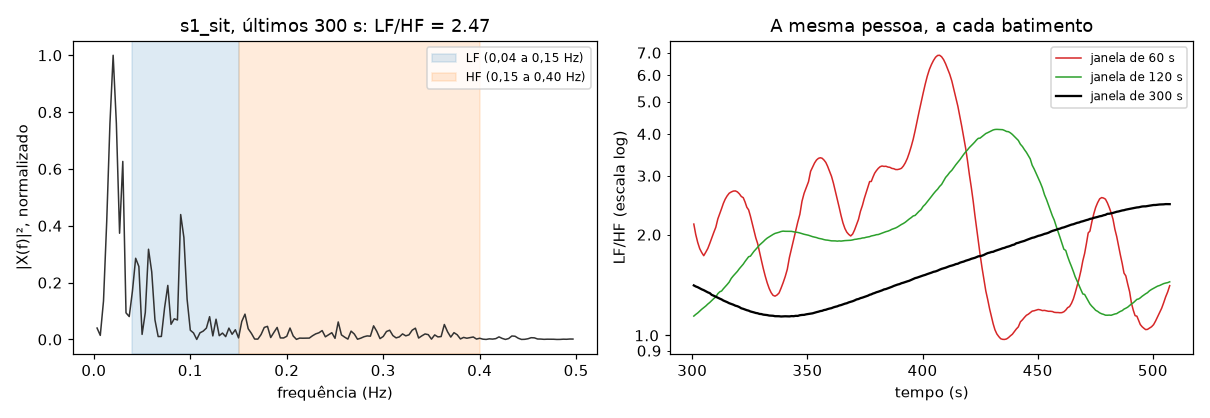 s1_sit, últimos 300 s: LF/HF = 2.47
|X(f)|², normalizado
1.0
0.8
0.6
0.4
0.2
0.0
LF (0,04 a 0,15 Hz)
HF (0,15 a 0,40 Hz)
0.0 0.1 0.2 0.3 0.4 0.5
frequência (Hz)
A mesma pessoa, a cada batimento
LF/HF (escala log)
7.0
6.0
5.0
4.0
3.0
2.0
1.0
0.9
janela de 60 s
janela de 120 s
janela de 300 s
300 350 400 450 500
tempo (s)